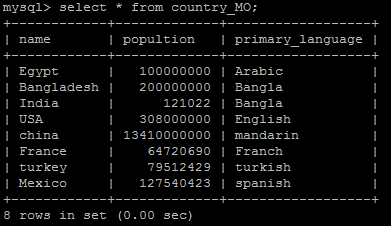 mysql> select * from country_MO;
+------------+-------------+------------------+
| name | popultion | primary_language |
+------------+-------------+------------------+
| Egypt | 100000000 | Arabic |
| Bangladesh | 200000000 | Bangla |
| India | 121022 | Bangla |
| USA | 308000000 | English |
| china | 13410000000 | mandarin |
| France | 64720690 | Franch |
| turkey | 79512429 | turkish |
| Mexico | 127540423 | spanish |
+------------+-------------+------------------+
8 rows in set (0.00 sec)